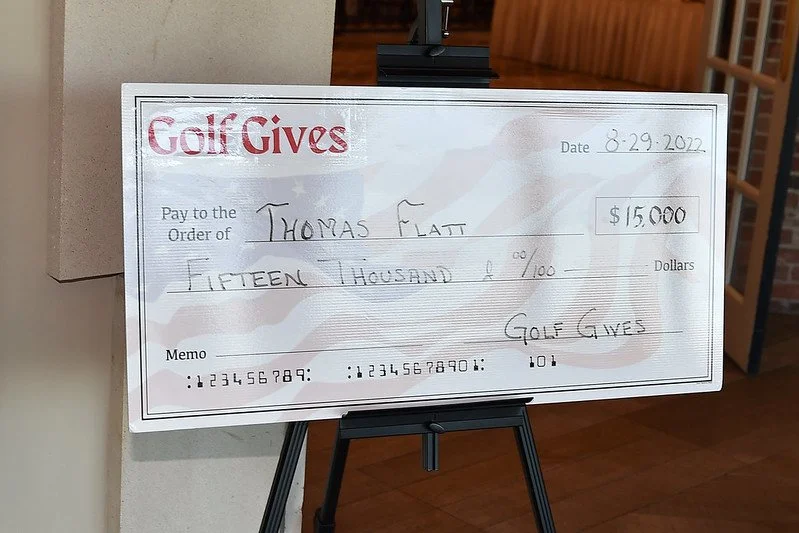 Golf Gives
Date 8-29-2022
Pay to the
Order of THOMAS FLATT $15,000
FIFTEEN THOUSAND & 00/100 Dollars
GOLF GIVES
Memo
⑆123456789⑆ ⑆12345678901⑆ 101